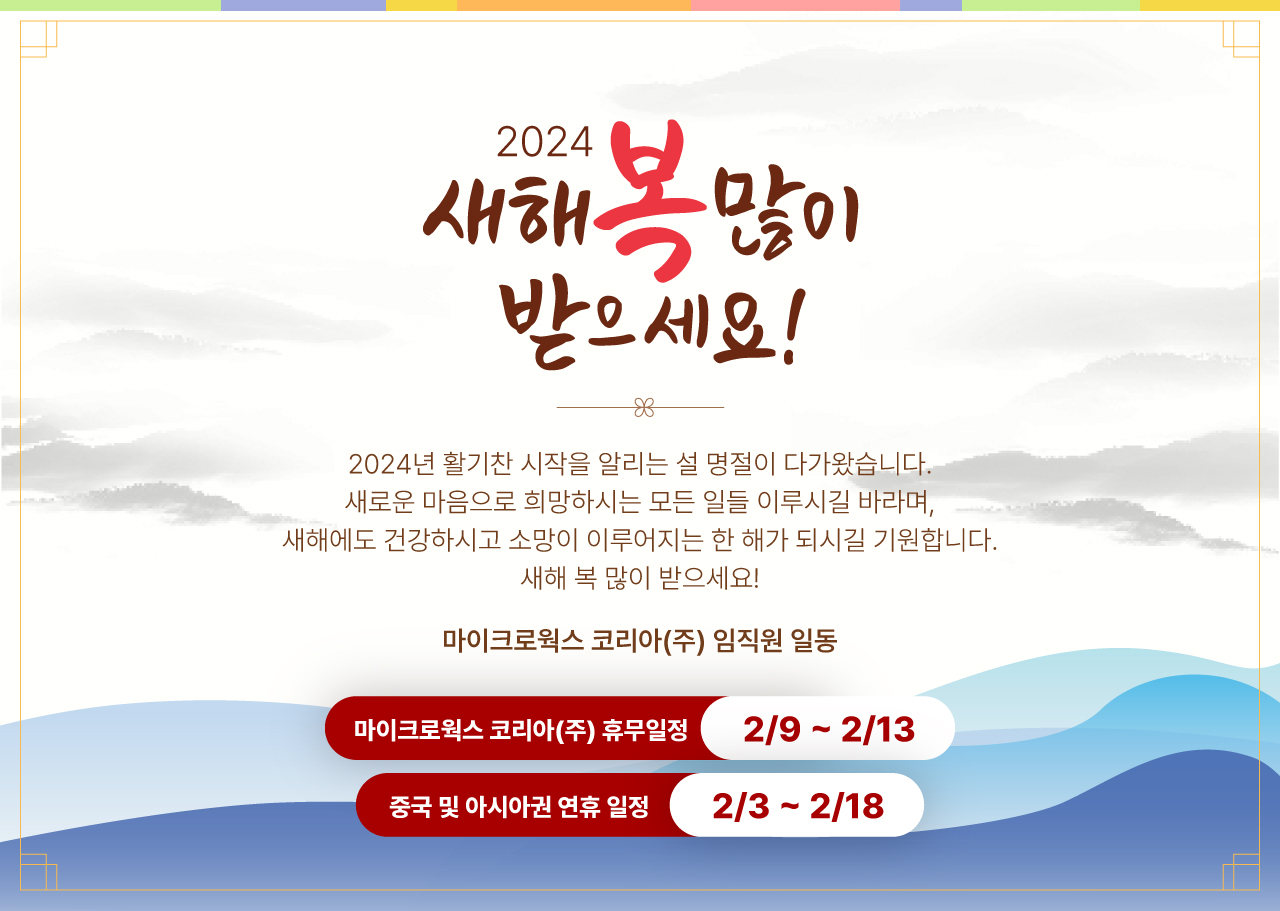 2024
새해 복 많이
받으세요!
2024년 활기찬 시작을 알리는 설 명절이 다가왔습니다.
새로운 마음으로 희망하시는 모든 일들 이루시길 바라며,
새해에도 건강하시고 소망이 이루어지는 한 해가 되시길 기원합니다.
새해 복 많이 받으세요!
마이크로웍스 코리아(주) 임직원 일동
마이크로웍스 코리아(주) 휴무일정 2/9 ~ 2/13
중국 및 아시아권 연휴 일정 2/3 ~ 2/18